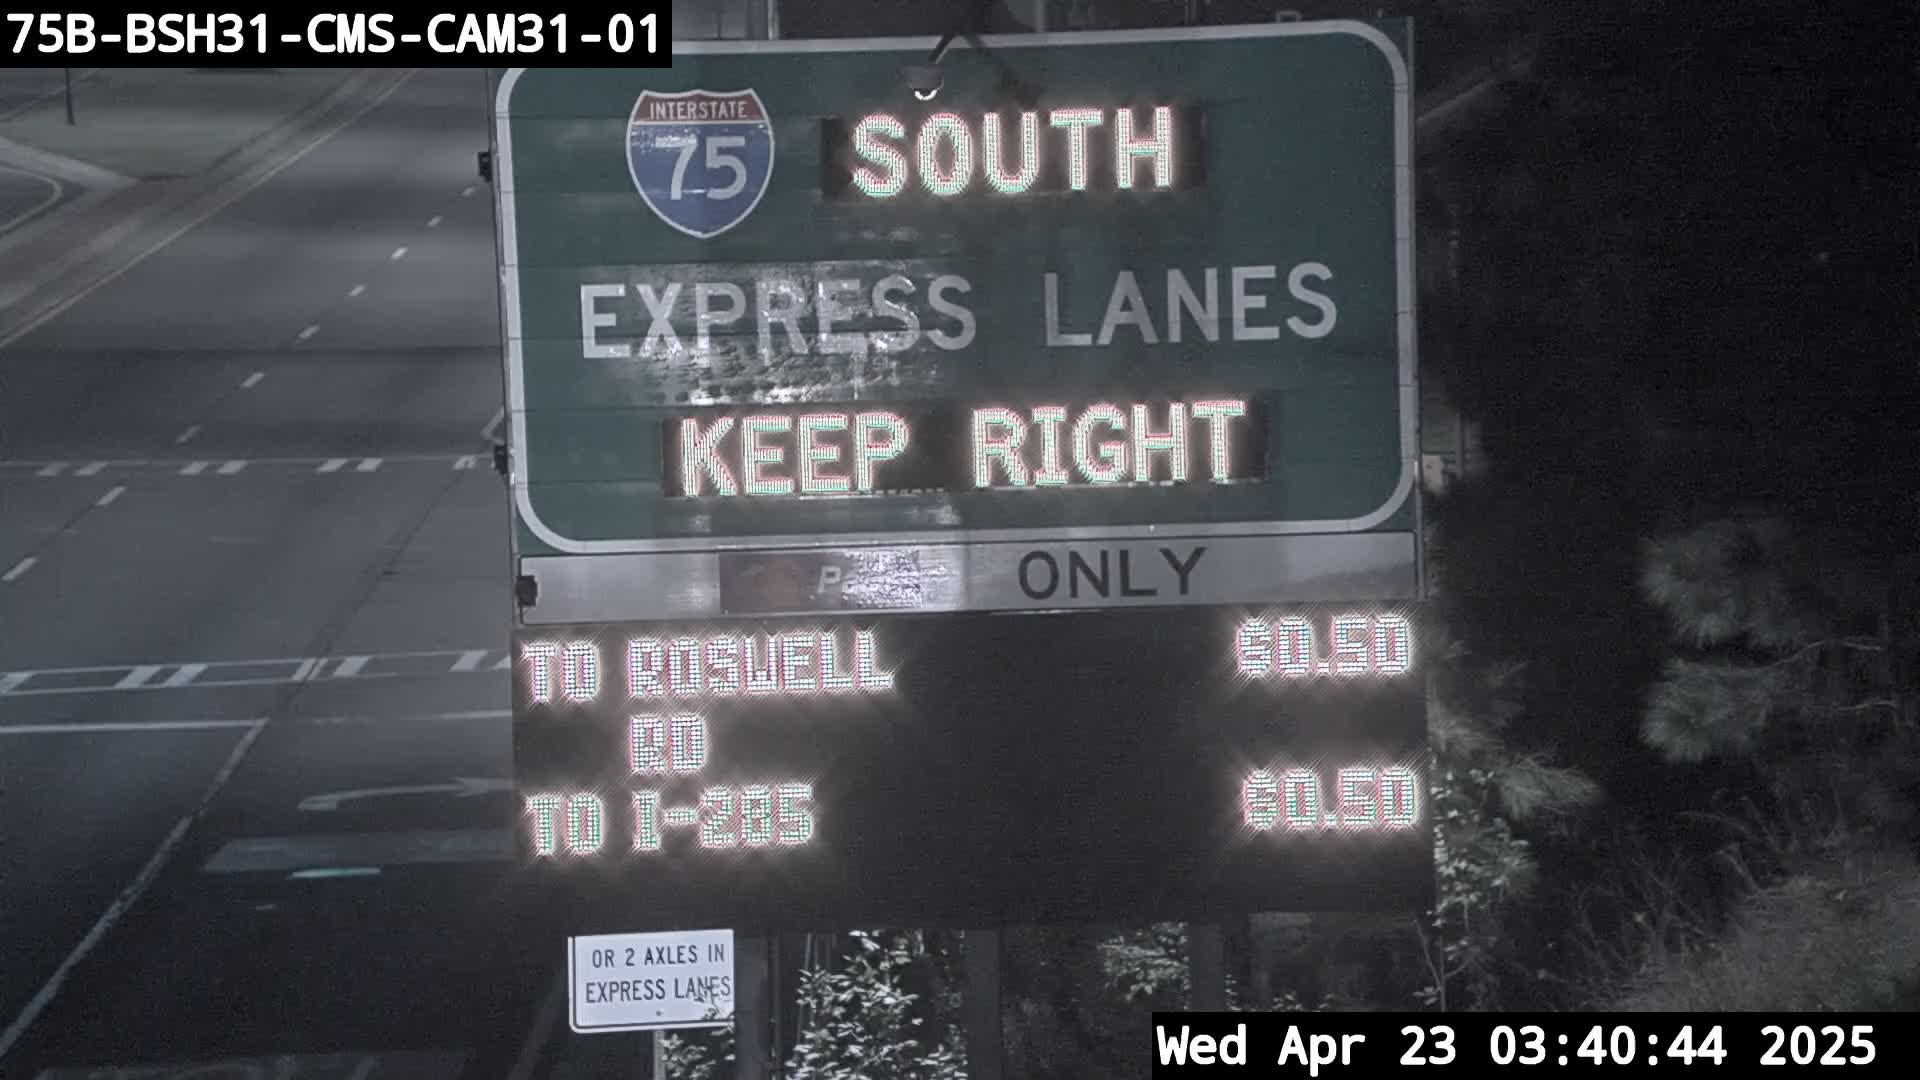 75B-BSH31-CMS-CAM31-01
INTERSTATE
75
SOUTH
EXPRESS LANES
KEEP RIGHT
ONLY
TO ROSWELL $0.50
RD
TO I-285 $0.50
OR 2 AXLES IN
EXPRESS LANES
Wed Apr 23 03:40:44 2025